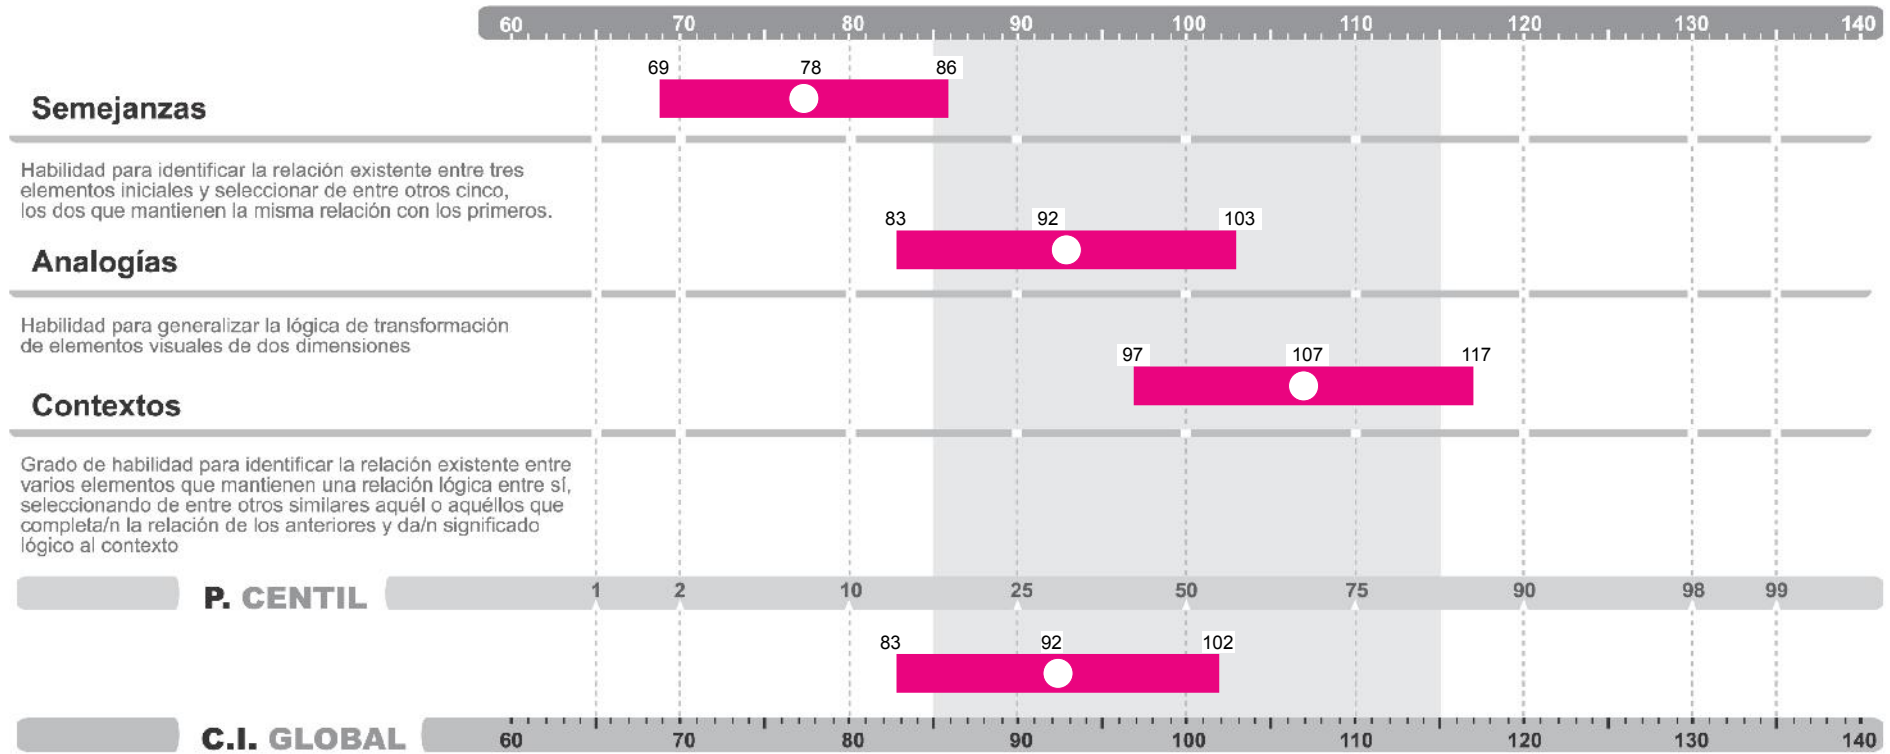 60 70 80 90 100 110 120 130 140
69 78 86
Semejanzas
Habilidad para identificar la relación existente entre tres
elementos iniciales y seleccionar de entre otros cinco,
los dos que mantienen la misma relación con los primeros.
83 92 103
Analogías
Habilidad para generalizar la lógica de transformación
de elementos visuales de dos dimensiones
97 107 117
Contextos
Grado de habilidad para identificar la relación existente entre
varios elementos que mantienen una relación lógica entre sí,
seleccionando de entre otros similares aquél o aquéllos que
completa/n la relación de los anteriores y da/n significado
lógico al contexto
P. CENTIL 1 2 10 25 50 75 90 98 99
83 92 102
C.I. GLOBAL 60 70 80 90 100 110 120 130 140